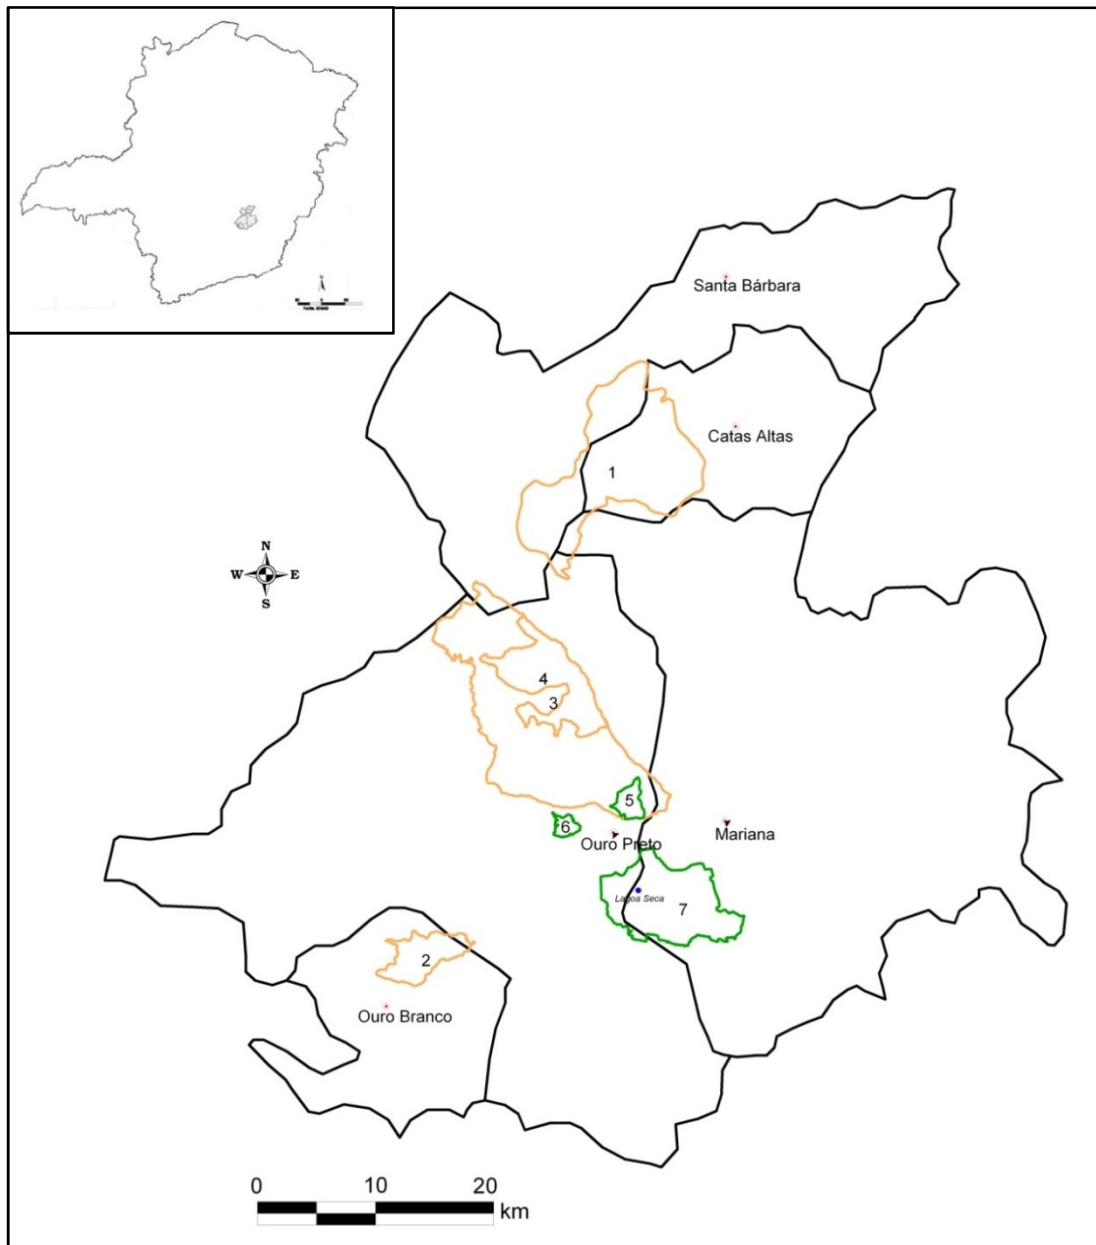 Santa Bárbara
Catas Altas
1
N
W E
S
4
3
5
6
Ouro Preto
Mariana
Lagoa Seca
7
2
Ouro Branco
0 10 20
km